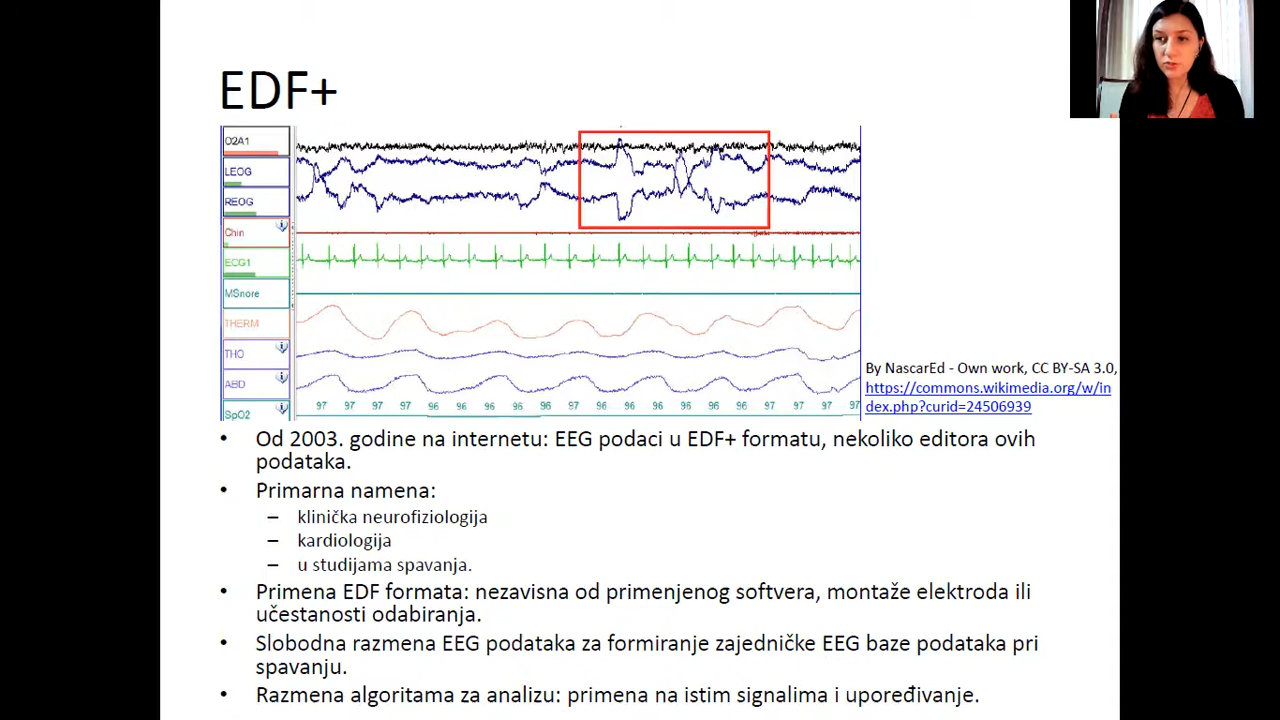 EDF+
O2A1
LEOG
REOG
Chin
ECG1
MSnore
THERM
THO
ABD
SpO2
97 97 97 97 97 96 96 96 96 97 96 96 96 96 96 96 97 97 97 97
By NascarEd - Own work, CC BY-SA 3.0,
https://commons.wikimedia.org/w/in
dex.php?curid=24506939
• Od 2003. godine na internetu: EEG podaci u EDF+ formatu, nekoliko editora ovih
podataka.
• Primarna namena:
– klinička neurofiziologija
– kardiologija
– u studijama spavanja.
• Primena EDF formata: nezavisna od primenjenog softvera, montaže elektroda ili
učestanosti odabiranja.
• Slobodna razmena EEG podataka za formiranje zajedničke EEG baze podataka pri
spavanju.
• Razmena algoritama za analizu: primena na istim signalima i upoređivanje.